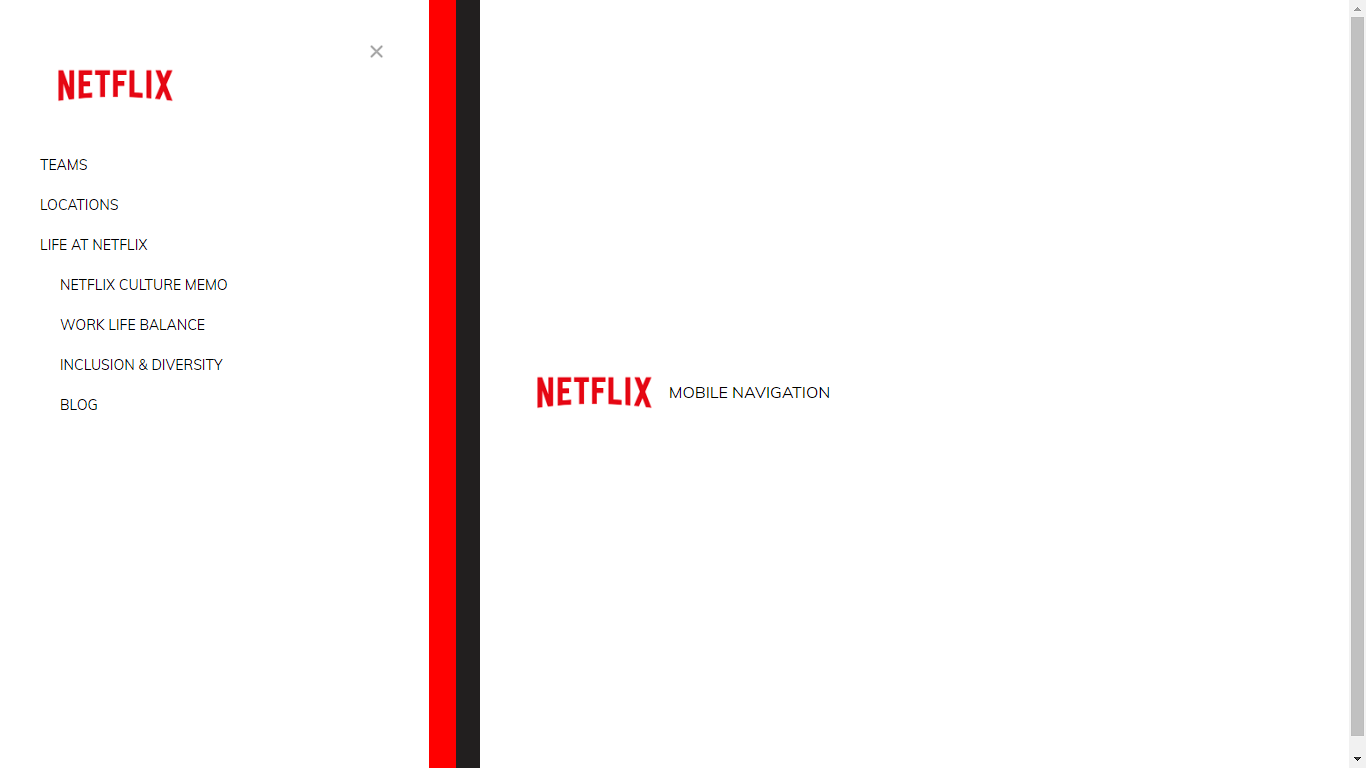 NETFLIX
TEAMS
LOCATIONS
LIFE AT NETFLIX
NETFLIX CULTURE MEMO
WORK LIFE BALANCE
INCLUSION & DIVERSITY
BLOG
NETFLIX MOBILE NAVIGATION